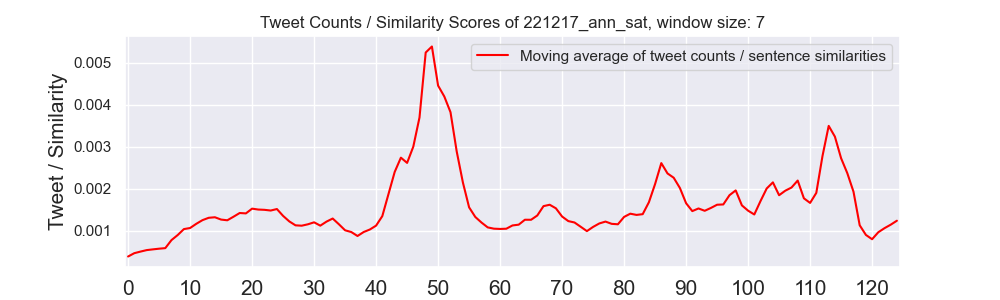 Tweet Counts / Similarity Scores of 221217_ann_sat, window size: 7
Moving average of tweet counts / sentence similarities
Tweet / Similarity
0.005
0.004
0.003
0.002
0.001
0 10 20 30 40 50 60 70 80 90 100 110 120